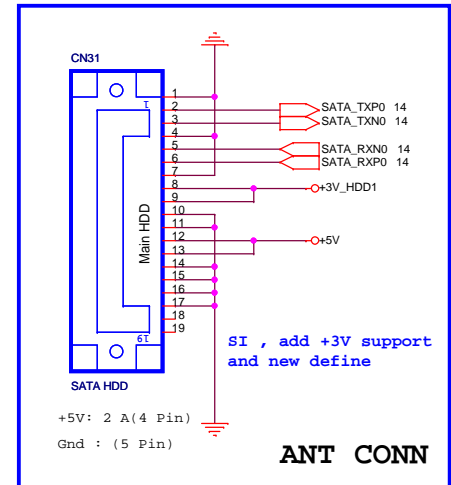 CN31
1
2
3
4
5
6
7
8
9
10
11
12
13
14
15
16
17
18
19
1
19
Main HDD
SATA_TXP0 14
SATA_TXN0 14
SATA_RXN0 14
SATA_RXP0 14
+3V_HDD1
+5V
SI , add +3V support
and new define
SATA HDD
+5V: 2 A(4 Pin)
Gnd : (5 Pin)
ANT CONN